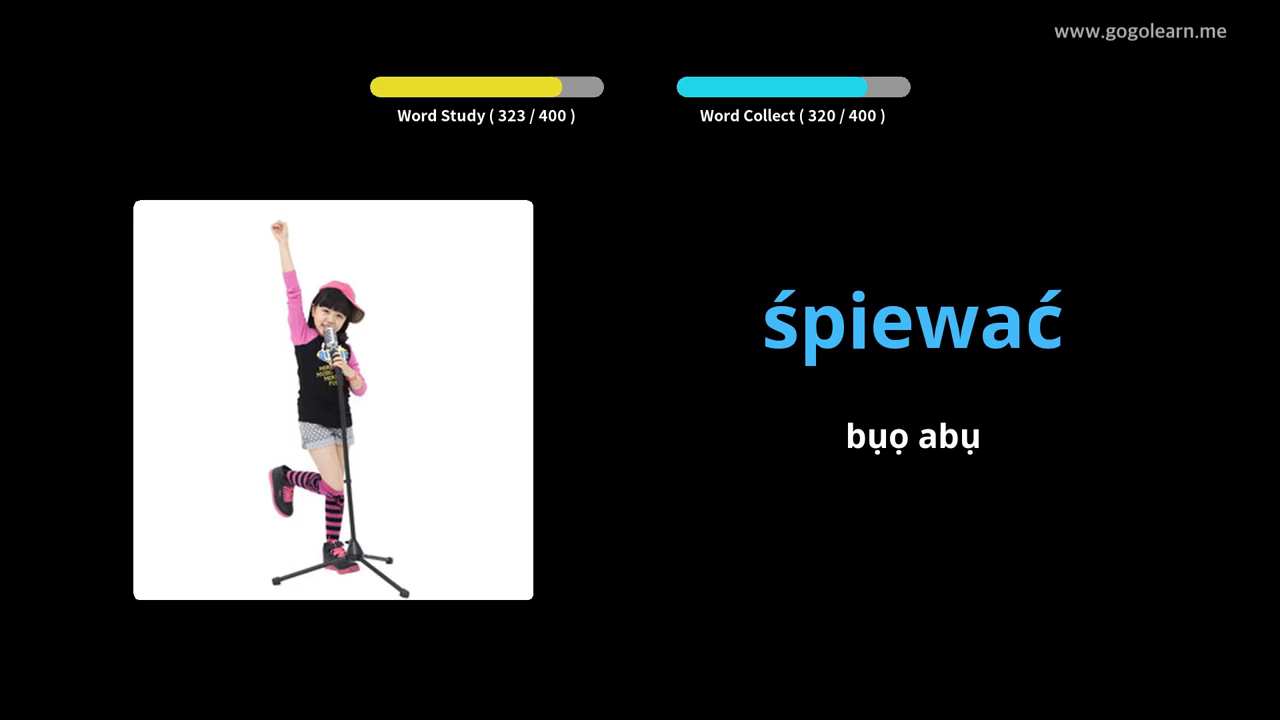 www.gogolearn.me
Word Study ( 323 / 400 )
Word Collect ( 320 / 400 )
śpiewać
bụọ abụ